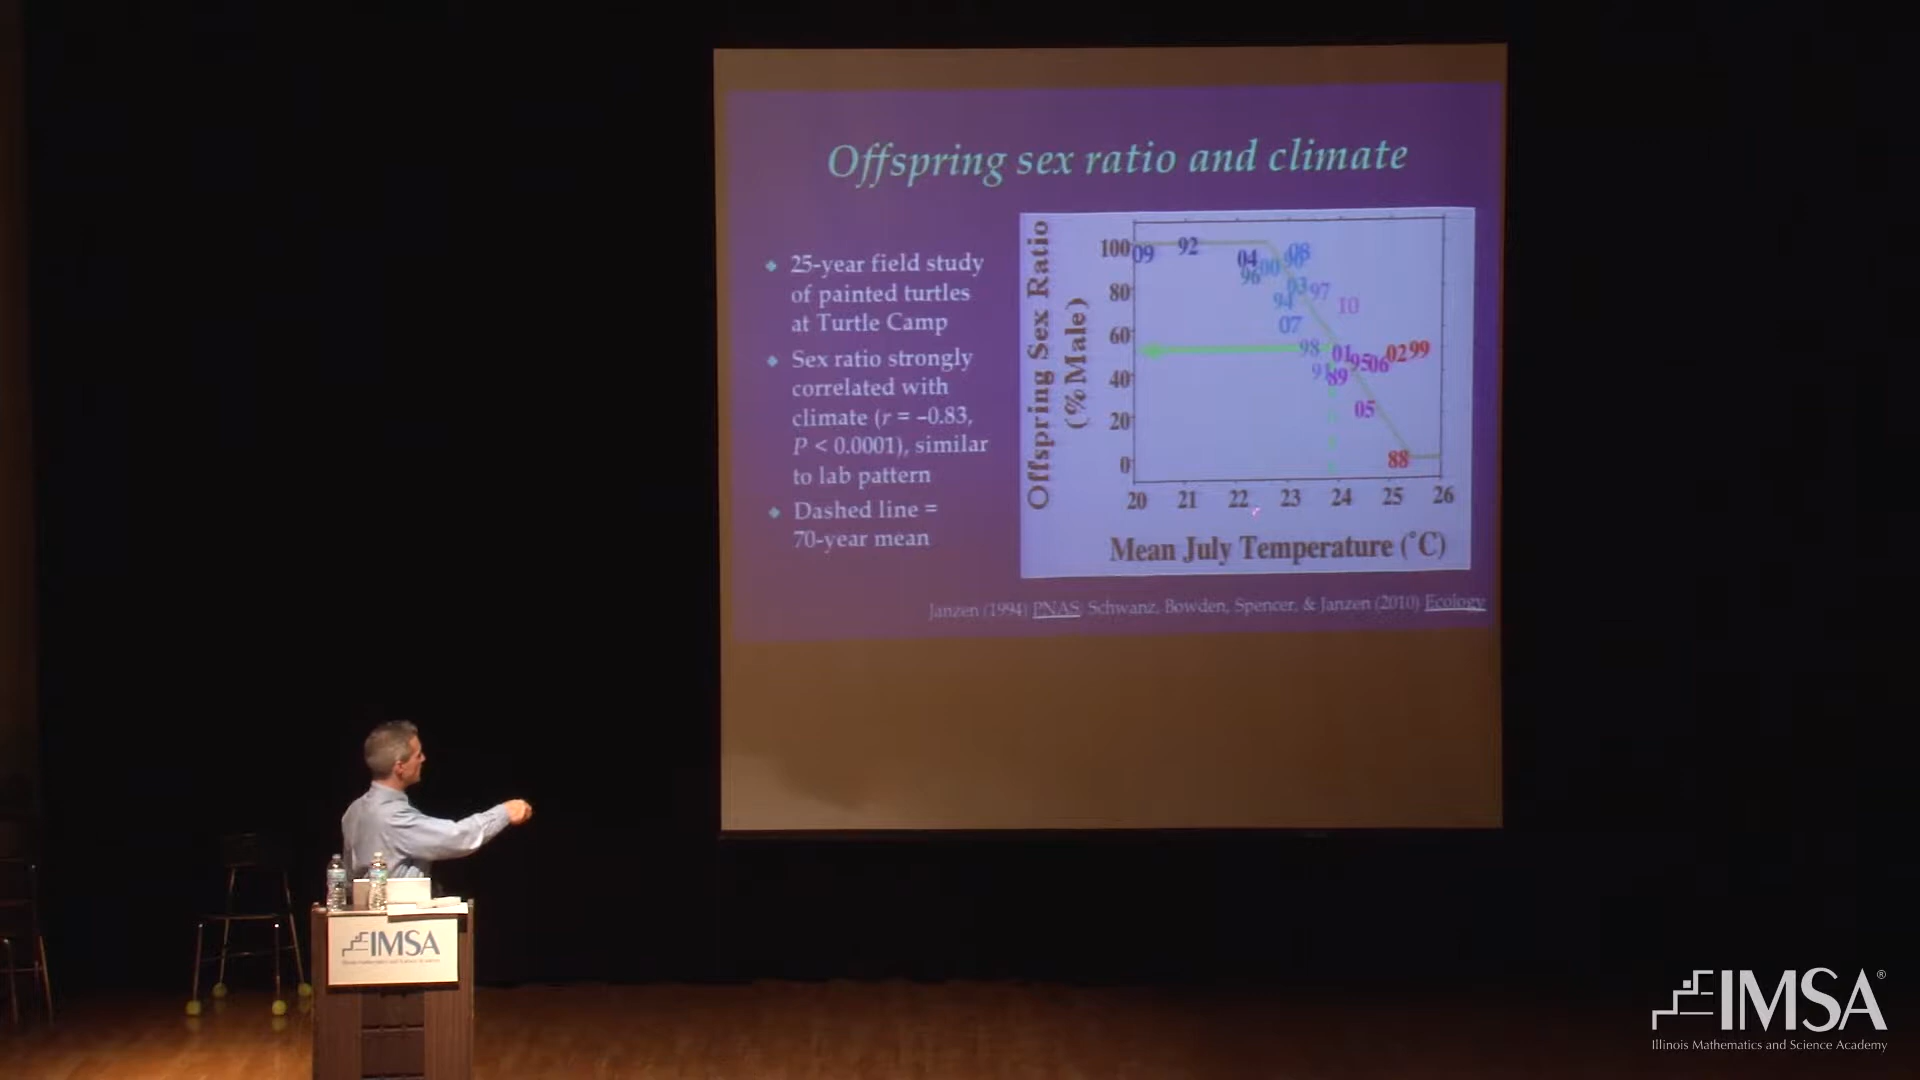 Offspring sex ratio and climate
25-year field study
of painted turtles
at Turtle Camp
Sex ratio strongly
correlated with
climate (r = –0.83,
P < 0.0001), similar
to lab pattern
Dashed line =
70-year mean
Offspring Sex Ratio
(% Male)
100
80
60
40
20
0
09
92
04
96
00
98
08
03
94
97
10
07
98
01
95
06
02
99
91
89
05
88
20 21 22 23 24 25 26
Mean July Temperature (˚C)
Janzen (1994) PNAS, Schwanz, Bowden, Spencer, & Janzen (2010) Ecology
IMSA
IMSA®
Illinois Mathematics and Science Academy